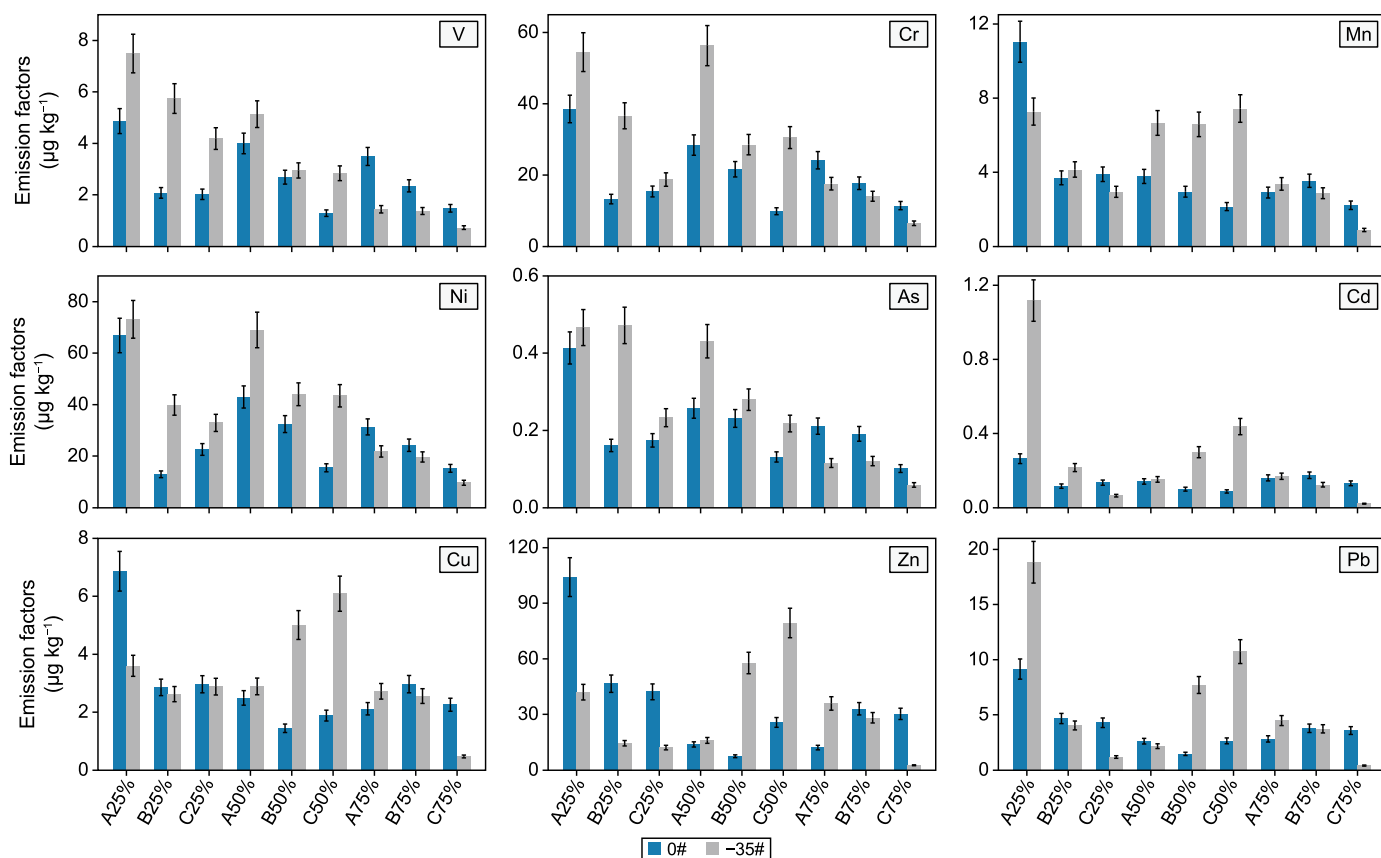 V
Cr
Mn
Emission factors
(μg kg⁻¹)
8
6
4
2
0
60
40
20
0
12
8
4
0
Ni
As
Cd
Emission factors
(μg kg⁻¹)
80
60
40
20
0
0.6
0.4
0.2
0.0
1.2
0.8
0.4
0.0
Cu
Zn
Pb
Emission factors
(μg kg⁻¹)
8
6
4
2
0
120
90
60
30
0
20
15
10
5
0
A25% B25% C25% A50% B50% C50% A75% B75% C75%
A25% B25% C25% A50% B50% C50% A75% B75% C75%
A25% B25% C25% A50% B50% C50% A75% B75% C75%
0# −35#